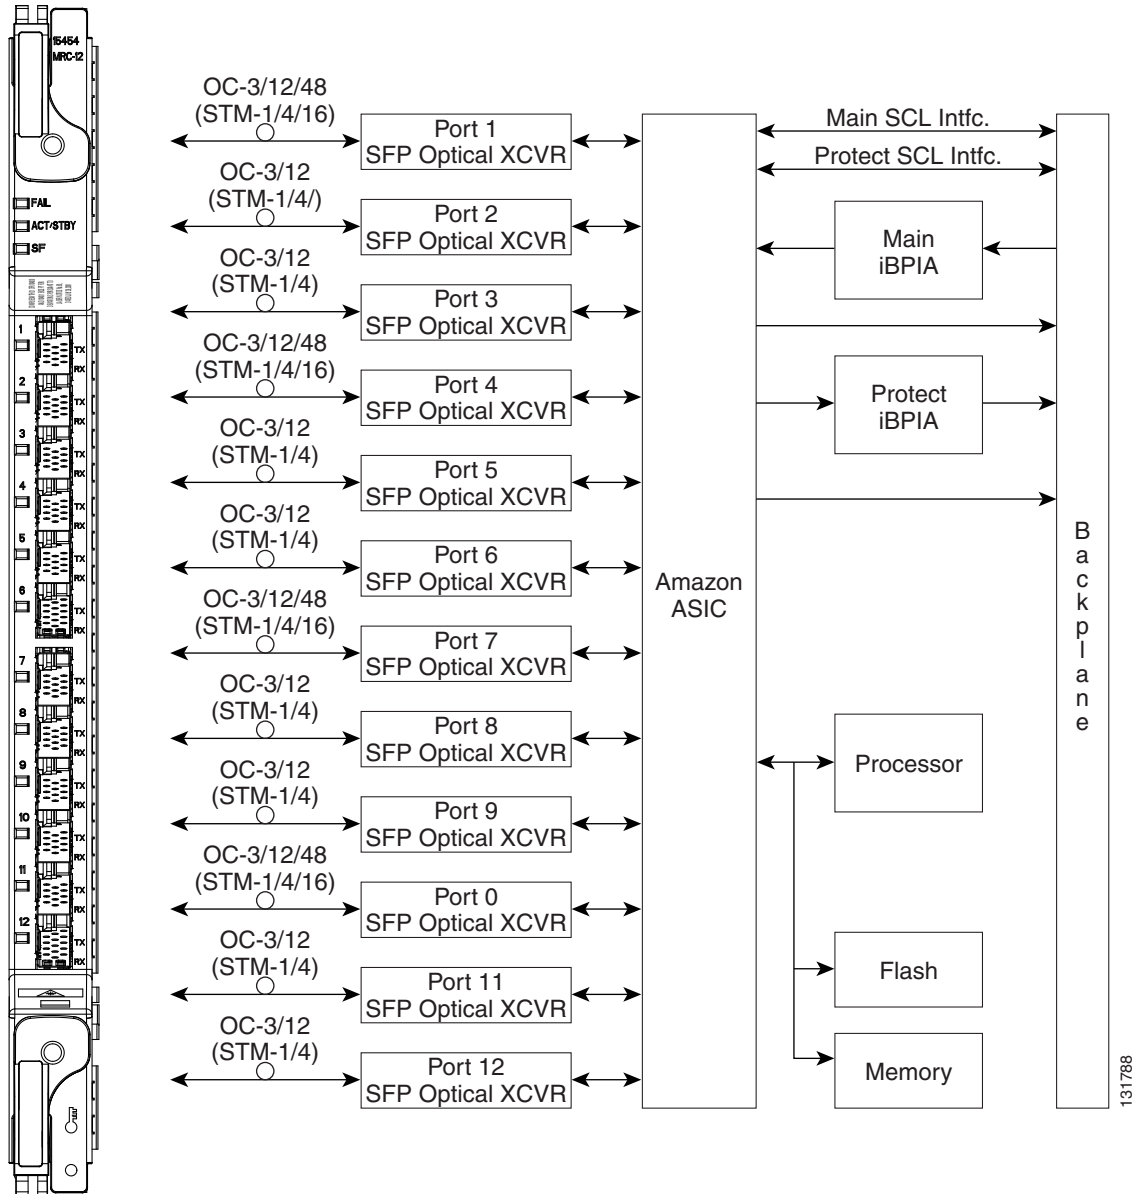 15454
MRC-12
FAIL
ACT/STBY
SF
1
TX
RX
2
TX
RX
3
TX
RX
4
TX
RX
5
TX
RX
6
TX
RX
7
TX
RX
8
TX
RX
9
TX
RX
10
TX
RX
11
TX
RX
12
TX
RX
OC-3/12/48
(STM-1/4/16)
Port 1
SFP Optical XCVR
OC-3/12
(STM-1/4/)
Port 2
SFP Optical XCVR
OC-3/12
(STM-1/4)
Port 3
SFP Optical XCVR
OC-3/12/48
(STM-1/4/16)
Port 4
SFP Optical XCVR
OC-3/12
(STM-1/4)
Port 5
SFP Optical XCVR
OC-3/12
(STM-1/4)
Port 6
SFP Optical XCVR
OC-3/12/48
(STM-1/4/16)
Port 7
SFP Optical XCVR
OC-3/12
(STM-1/4)
Port 8
SFP Optical XCVR
OC-3/12
(STM-1/4)
Port 9
SFP Optical XCVR
OC-3/12/48
(STM-1/4/16)
Port 0
SFP Optical XCVR
OC-3/12
(STM-1/4)
Port 11
SFP Optical XCVR
OC-3/12
(STM-1/4)
Port 12
SFP Optical XCVR
Amazon
ASIC
Main SCL Intfc.
Protect SCL Intfc.
Main
iBPIA
Protect
iBPIA
Processor
Flash
Memory
Backplane
131788